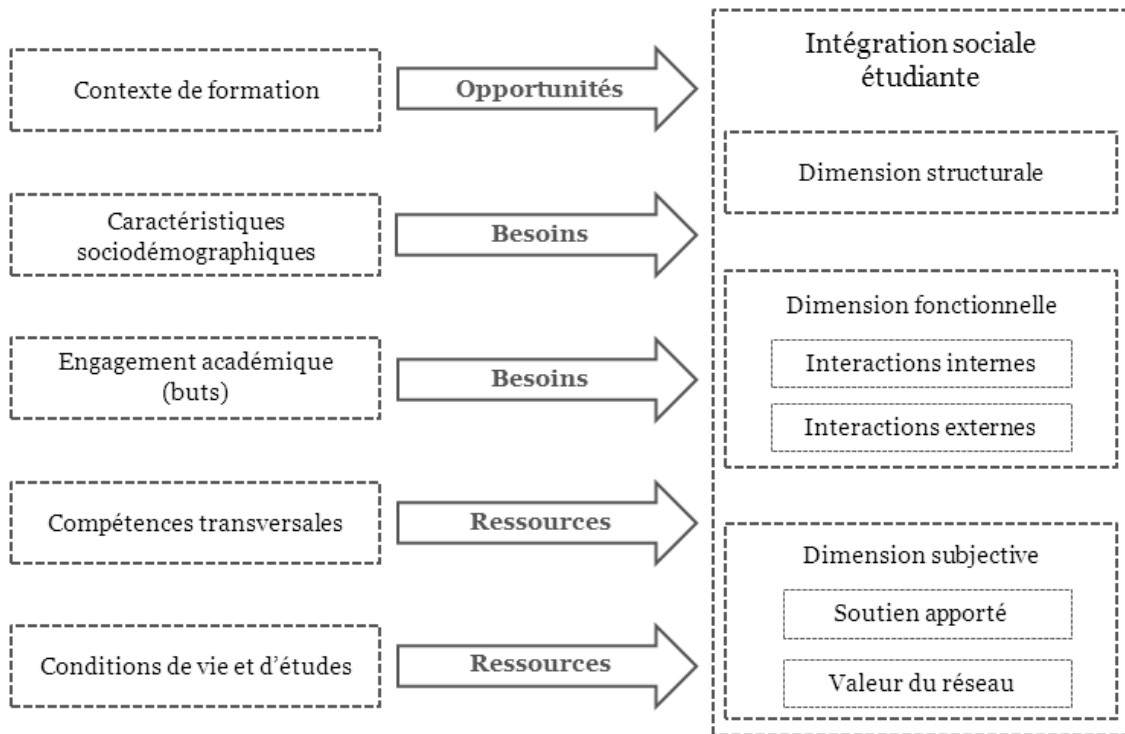 Contexte de formation
Opportunités
Caractéristiques
sociodémographiques
Besoins
Engagement académique
(buts)
Besoins
Compétences transversales
Ressources
Conditions de vie et d'études
Ressources
Intégration sociale
étudiante
Dimension structurale
Dimension fonctionnelle
Interactions internes
Interactions externes
Dimension subjective
Soutien apporté
Valeur du réseau